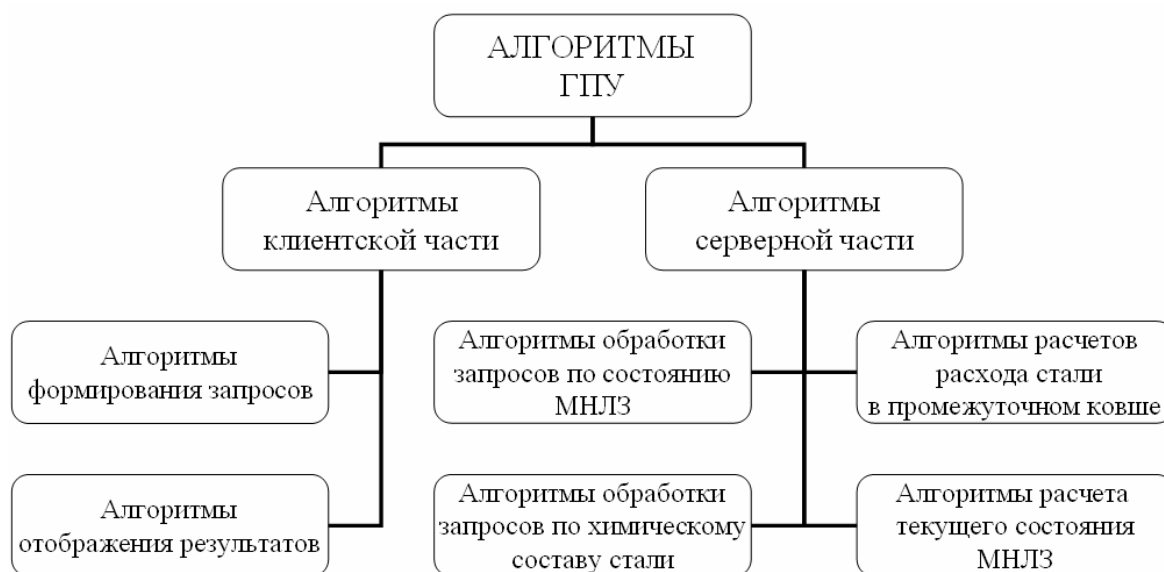 АЛГОРИТМЫ
ГПУ
Алгоритмы
клиентской части
Алгоритмы
серверной части
Алгоритмы
формирования запросов
Алгоритмы обработки
запросов по состоянию
МНЛЗ
Алгоритмы расчетов
расхода стали
в промежуточном ковше
Алгоритмы
отображения результатов
Алгоритмы обработки
запросов по химическому
составу стали
Алгоритмы расчета
текущего состояния
МНЛЗ